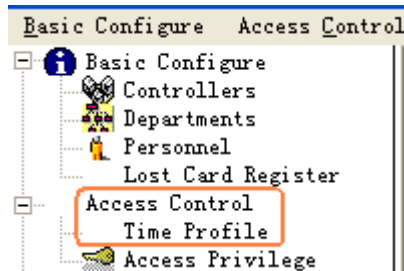 Basic Configure Access Control
Basic Configure
Controllers
Departments
Personnel
Lost Card Register
Access Control
Time Profile
Access Privilege